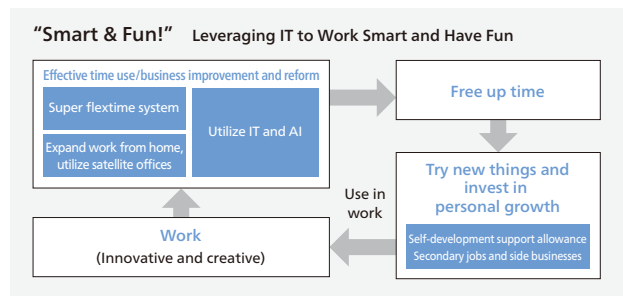 “Smart & Fun!” Leveraging IT to Work Smart and Have Fun
Effective time use/business improvement and reform
Super flextime system
Expand work from home,
utilize satellite offices
Utilize IT and AI
Free up time
Try new things and
invest in
personal growth
Self-development support allowance
Secondary jobs and side businesses
Use in
work
Work
(Innovative and creative)